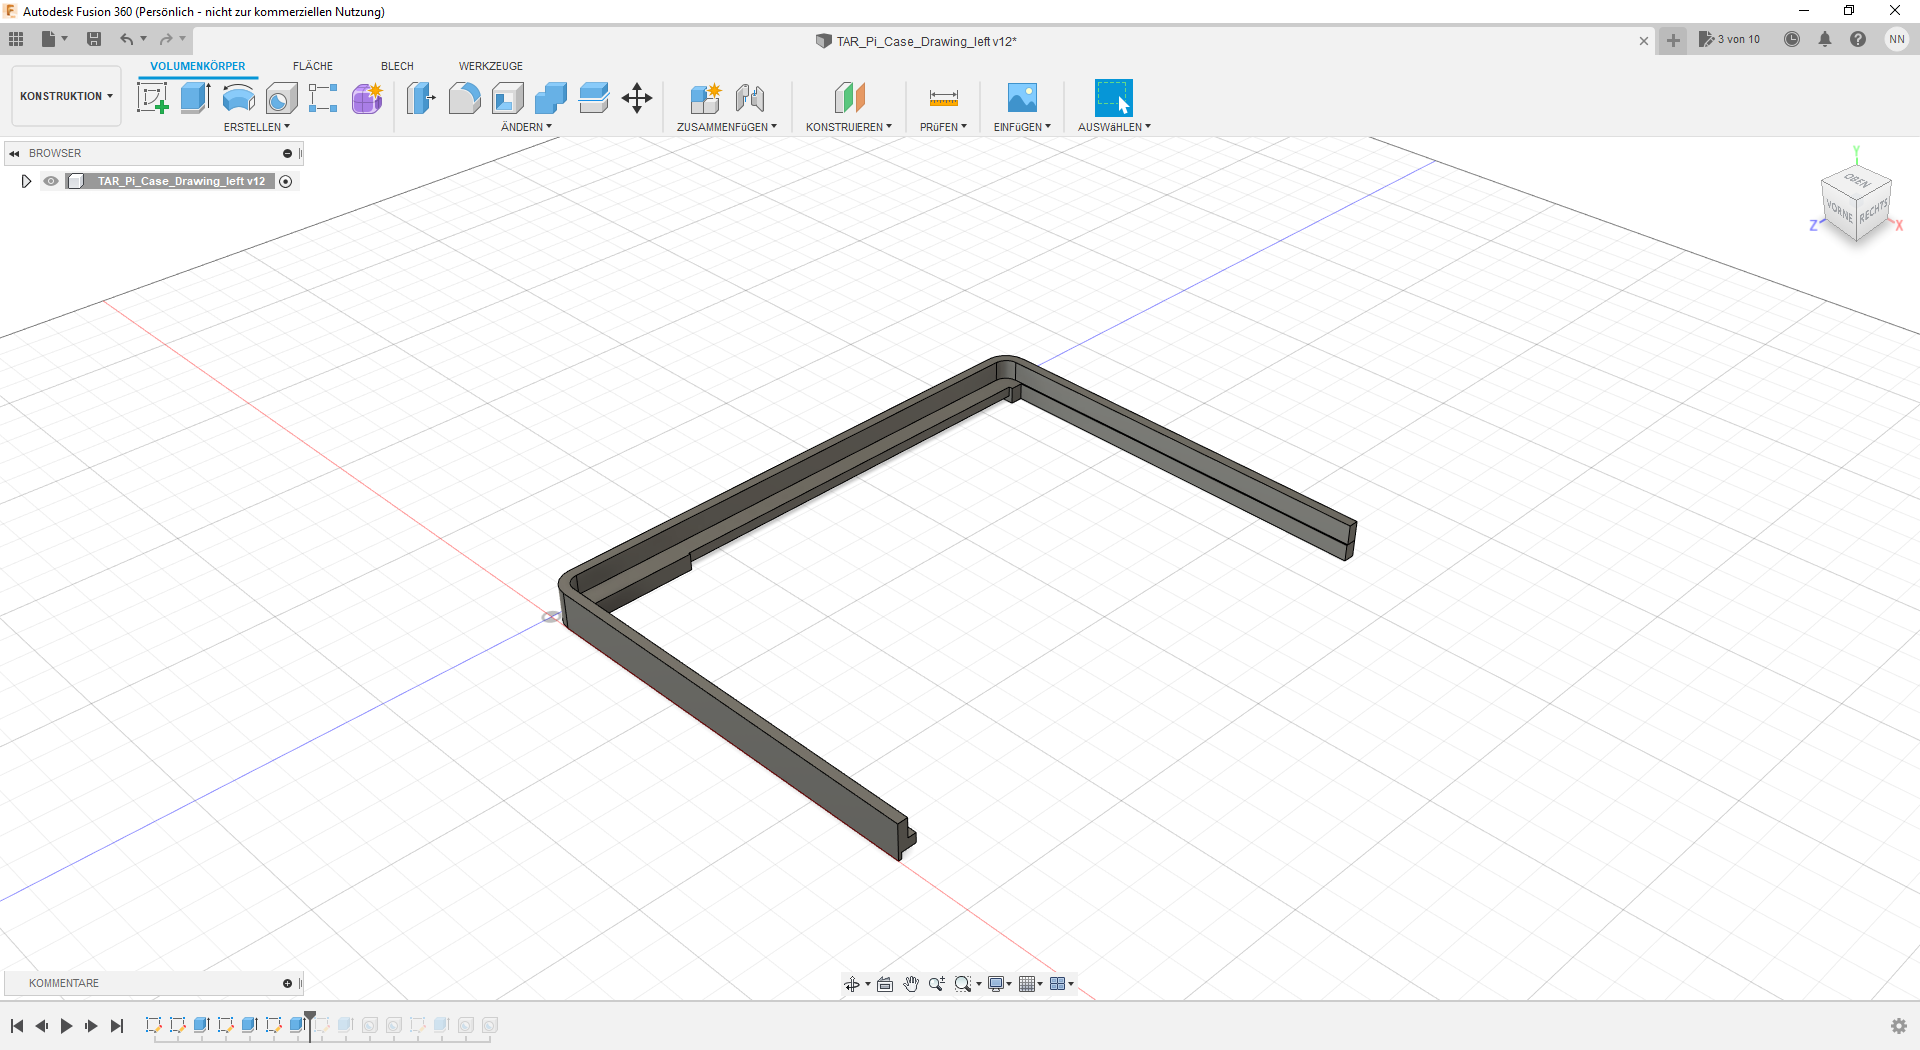 Autodesk Fusion 360 (Persönlich - nicht zur kommerziellen Nutzung)
TAR_Pi_Case_Drawing_left v12*
3 von 10
NN
KONSTRUKTION
VOLUMENKÖRPER
FLÄCHE
BLECH
WERKZEUGE
ERSTELLEN
ÄNDERN
ZUSAMMENFüGEN
KONSTRUIEREN
PRüFEN
EINFüGEN
AUSWäHLEN
BROWSER
TAR_Pi_Case_Drawing_left v12
Y
OBEN
VORNE
RECHTS
Z
X
KOMMENTARE